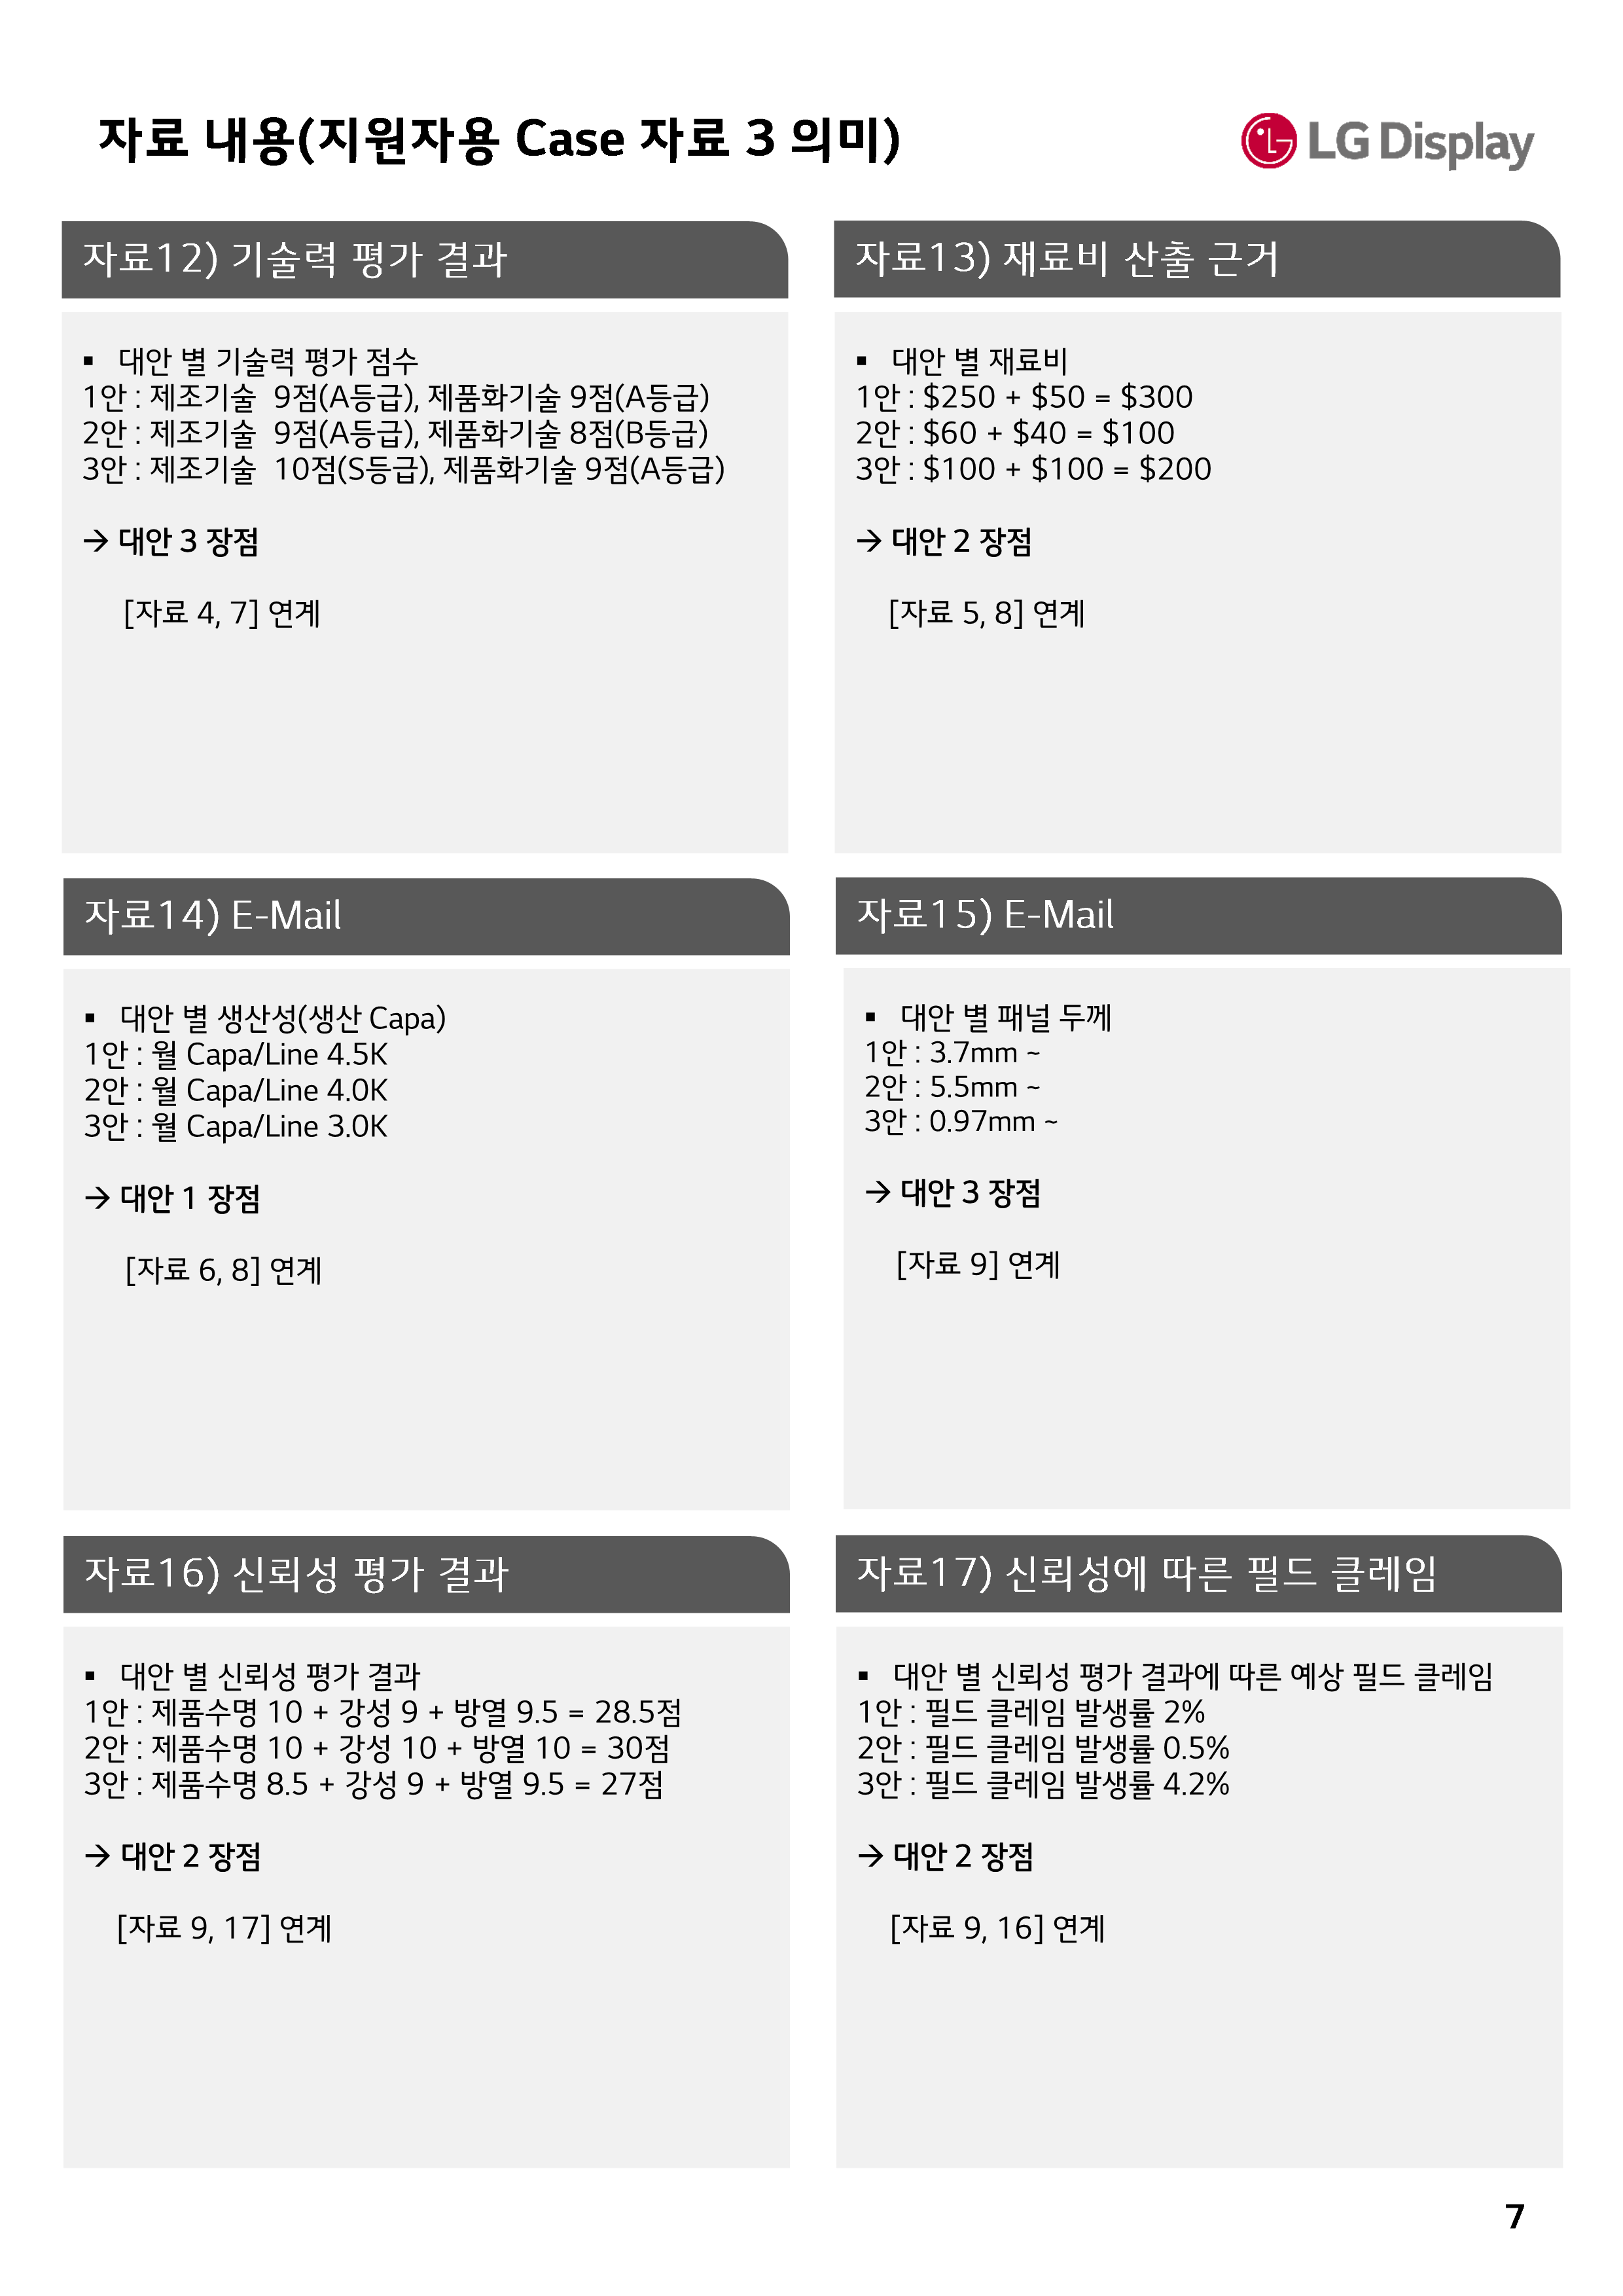 자료 내용(지원자용 Case 자료 3 의미)
LG Display
자료12) 기술력 평가 결과
▪ 대안 별 기술력 평가 점수
1안 : 제조기술 9점(A등급), 제품화기술 9점(A등급)
2안 : 제조기술 9점(A등급), 제품화기술 8점(B등급)
3안 : 제조기술 10점(S등급), 제품화기술 9점(A등급)
→ 대안 3 장점
[자료 4, 7] 연계
자료13) 재료비 산출 근거
▪ 대안 별 재료비
1안 : $250 + $50 = $300
2안 : $60 + $40 = $100
3안 : $100 + $100 = $200
→ 대안 2 장점
[자료 5, 8] 연계
자료14) E-Mail
▪ 대안 별 생산성(생산 Capa)
1안 : 월 Capa/Line 4.5K
2안 : 월 Capa/Line 4.0K
3안 : 월 Capa/Line 3.0K
→ 대안 1 장점
[자료 6, 8] 연계
자료15) E-Mail
▪ 대안 별 패널 두께
1안 : 3.7mm ~
2안 : 5.5mm ~
3안 : 0.97mm ~
→ 대안 3 장점
[자료 9] 연계
자료16) 신뢰성 평가 결과
▪ 대안 별 신뢰성 평가 결과
1안 : 제품수명 10 + 강성 9 + 방열 9.5 = 28.5점
2안 : 제품수명 10 + 강성 10 + 방열 10 = 30점
3안 : 제품수명 8.5 + 강성 9 + 방열 9.5 = 27점
→ 대안 2 장점
[자료 9, 17] 연계
자료17) 신뢰성에 따른 필드 클레임
▪ 대안 별 신뢰성 평가 결과에 따른 예상 필드 클레임
1안 : 필드 클레임 발생률 2%
2안 : 필드 클레임 발생률 0.5%
3안 : 필드 클레임 발생률 4.2%
→ 대안 2 장점
[자료 9, 16] 연계
7